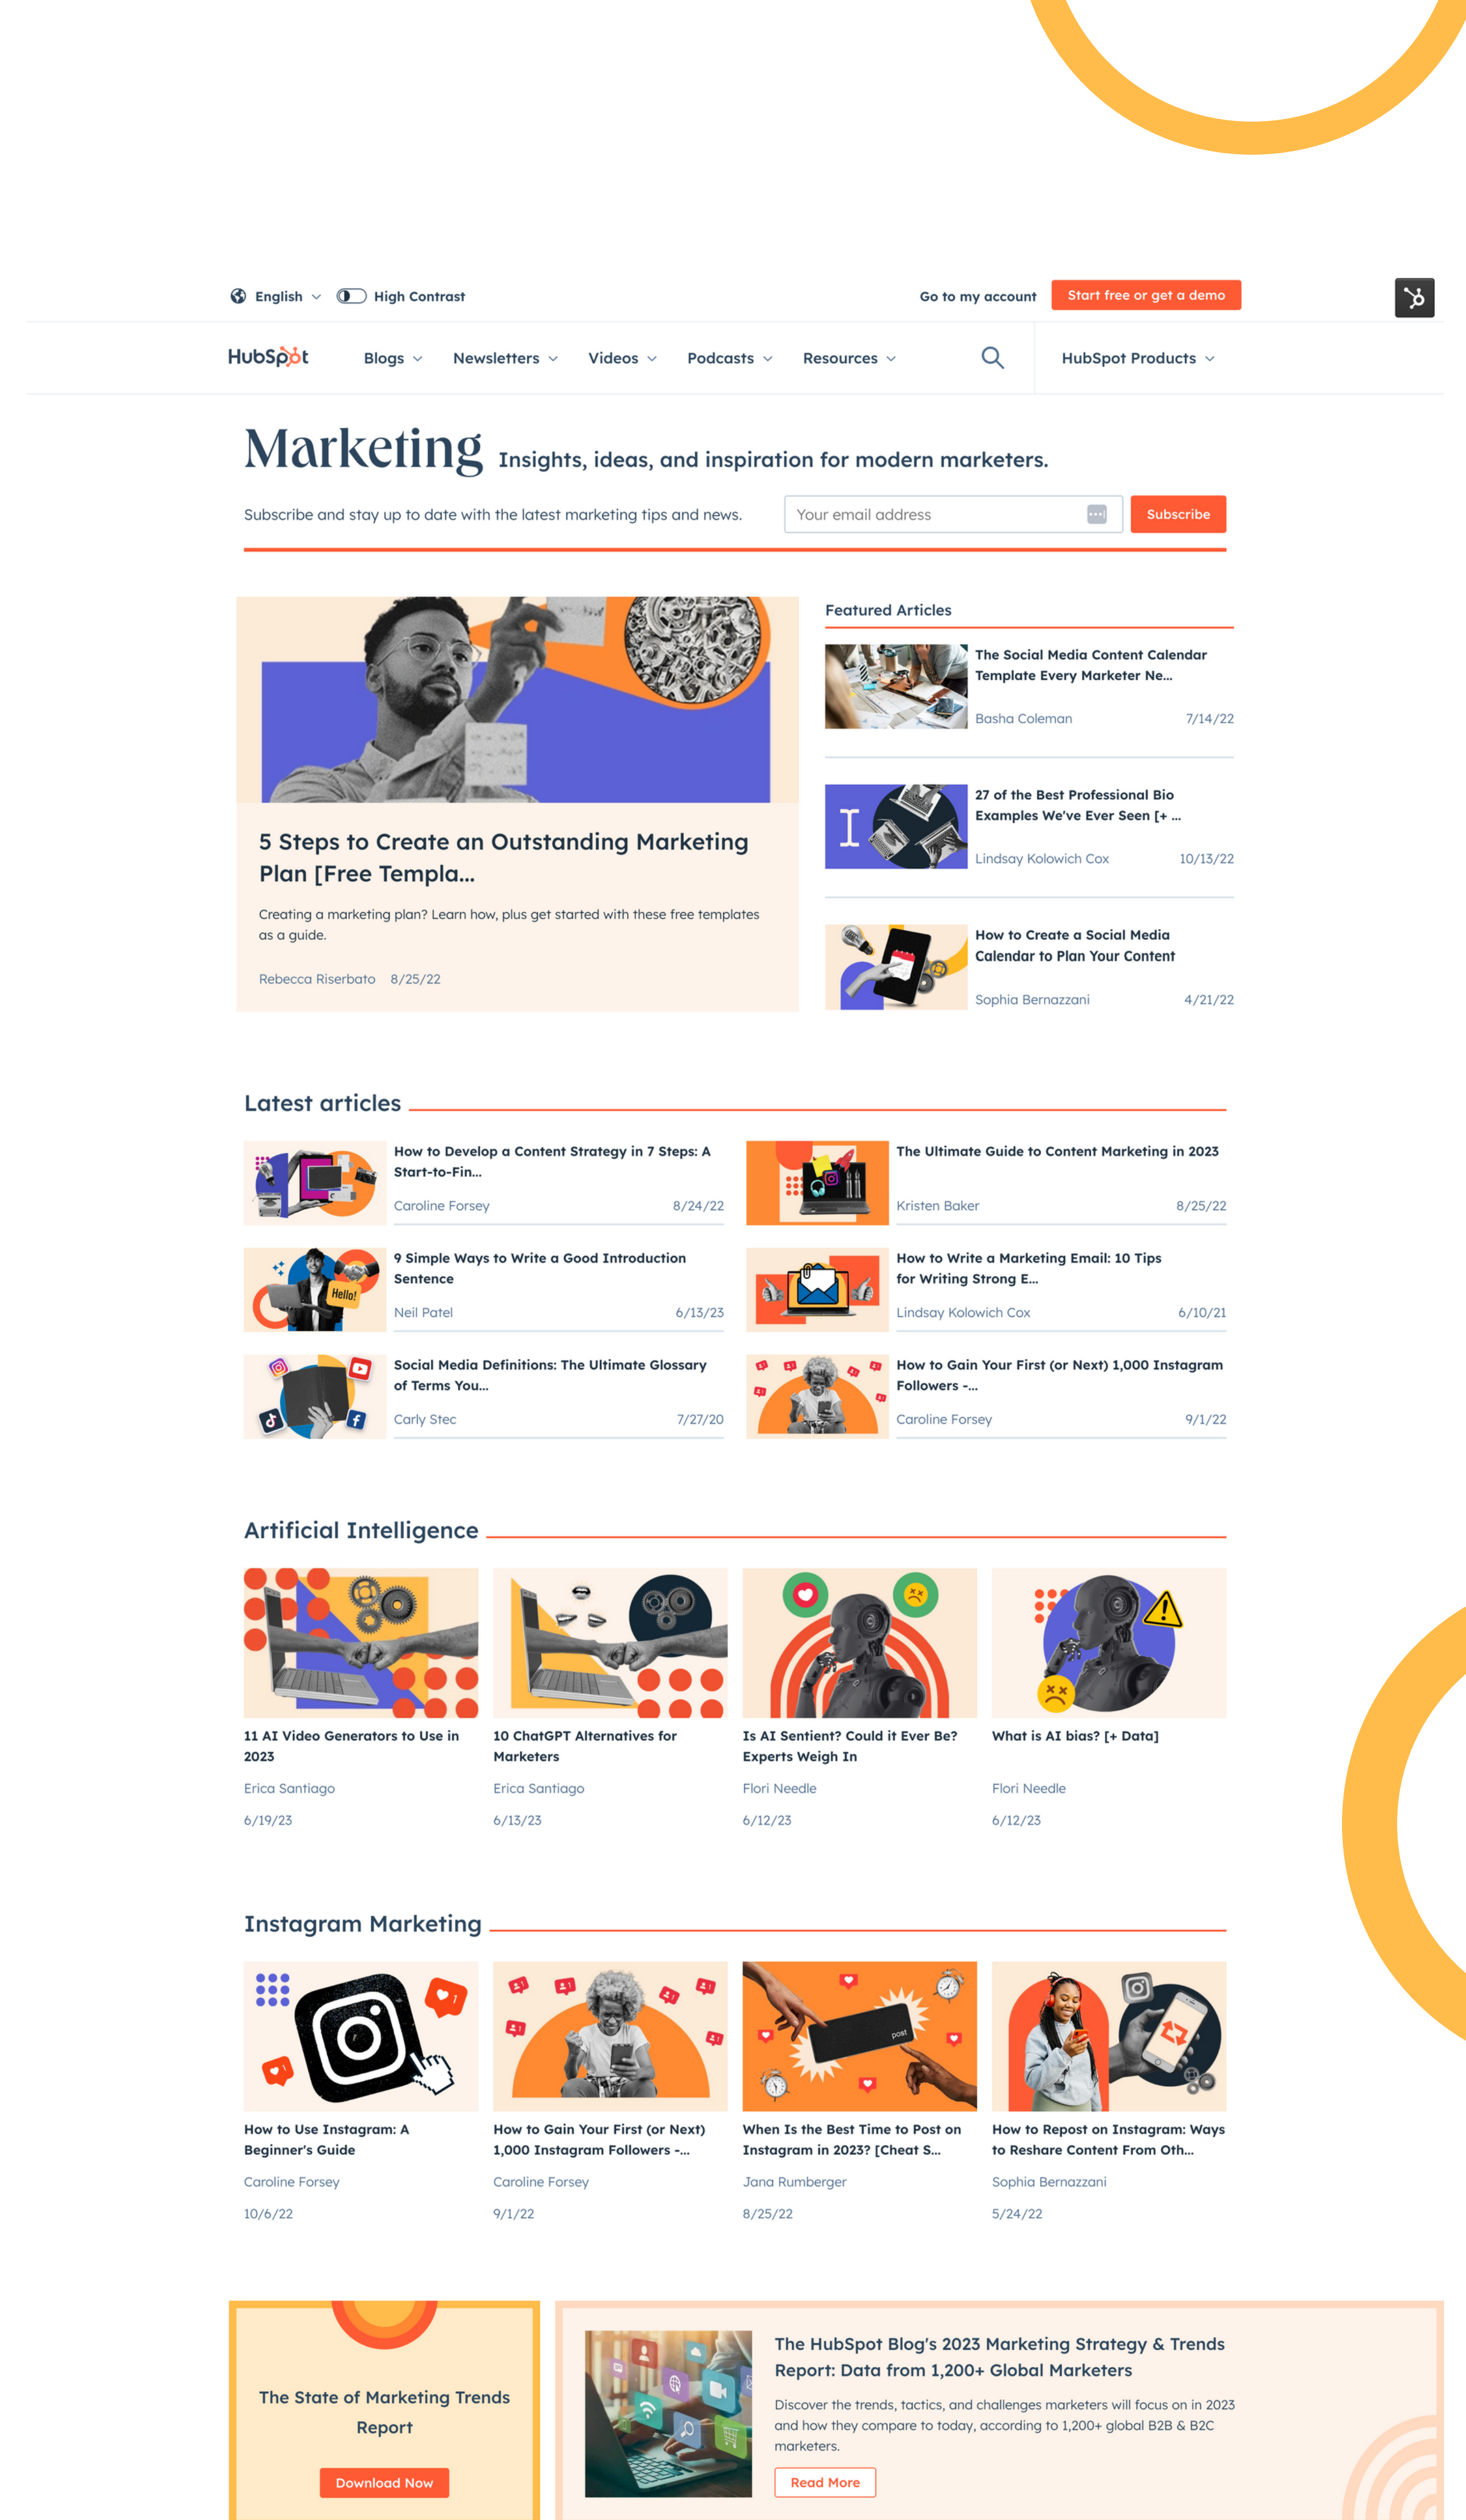 English
High Contrast
Go to my account
Start free or get a demo
HubSpot
Blogs
Newsletters
Videos
Podcasts
Resources
HubSpot Products
Marketing Insights, ideas, and inspiration for modern marketers.
Subscribe and stay up to date with the latest marketing tips and news.
Your email address
Subscribe
5 Steps to Create an Outstanding Marketing
Plan [Free Templa...
Creating a marketing plan? Learn how, plus get started with these free templates
as a guide.
Rebecca Riserbato 8/25/22
Featured Articles
The Social Media Content Calendar
Template Every Marketer Ne...
Basha Coleman 7/14/22
27 of the Best Professional Bio
Examples We've Ever Seen [+ ...
Lindsay Kolowich Cox 10/13/22
How to Create a Social Media
Calendar to Plan Your Content
Sophia Bernazzani 4/21/22
Latest articles
How to Develop a Content Strategy in 7 Steps: A
Start-to-Fin...
Caroline Forsey 8/24/22
The Ultimate Guide to Content Marketing in 2023
Kristen Baker 8/25/22
Hello!
9 Simple Ways to Write a Good Introduction
Sentence
Neil Patel 6/13/23
How to Write a Marketing Email: 10 Tips
for Writing Strong E...
Lindsay Kolowich Cox 6/10/21
Social Media Definitions: The Ultimate Glossary
of Terms You...
Carly Stec 7/27/20
How to Gain Your First (or Next) 1,000 Instagram
Followers -...
Caroline Forsey 9/1/22
Artificial Intelligence
11 AI Video Generators to Use in
2023
Erica Santiago
6/19/23
10 ChatGPT Alternatives for
Marketers
Erica Santiago
6/13/23
Is AI Sentient? Could it Ever Be?
Experts Weigh In
Flori Needle
6/12/23
What is AI bias? [+ Data]
Flori Needle
6/12/23
Instagram Marketing
1
1
How to Use Instagram: A
Beginner's Guide
Caroline Forsey
10/6/22
How to Gain Your First (or Next)
1,000 Instagram Followers -...
Caroline Forsey
9/1/22
post
When Is the Best Time to Post on
Instagram in 2023? [Cheat S...
Jana Rumberger
8/25/22
How to Repost on Instagram: Ways
to Reshare Content From Oth...
Sophia Bernazzani
5/24/22
The State of Marketing Trends
Report
Download Now
The HubSpot Blog's 2023 Marketing Strategy & Trends
Report: Data from 1,200+ Global Marketers
Discover the trends, tactics, and challenges marketers will focus on in 2023
and how they compare to today, according to 1,200+ global B2B & B2C
marketers.
Read More